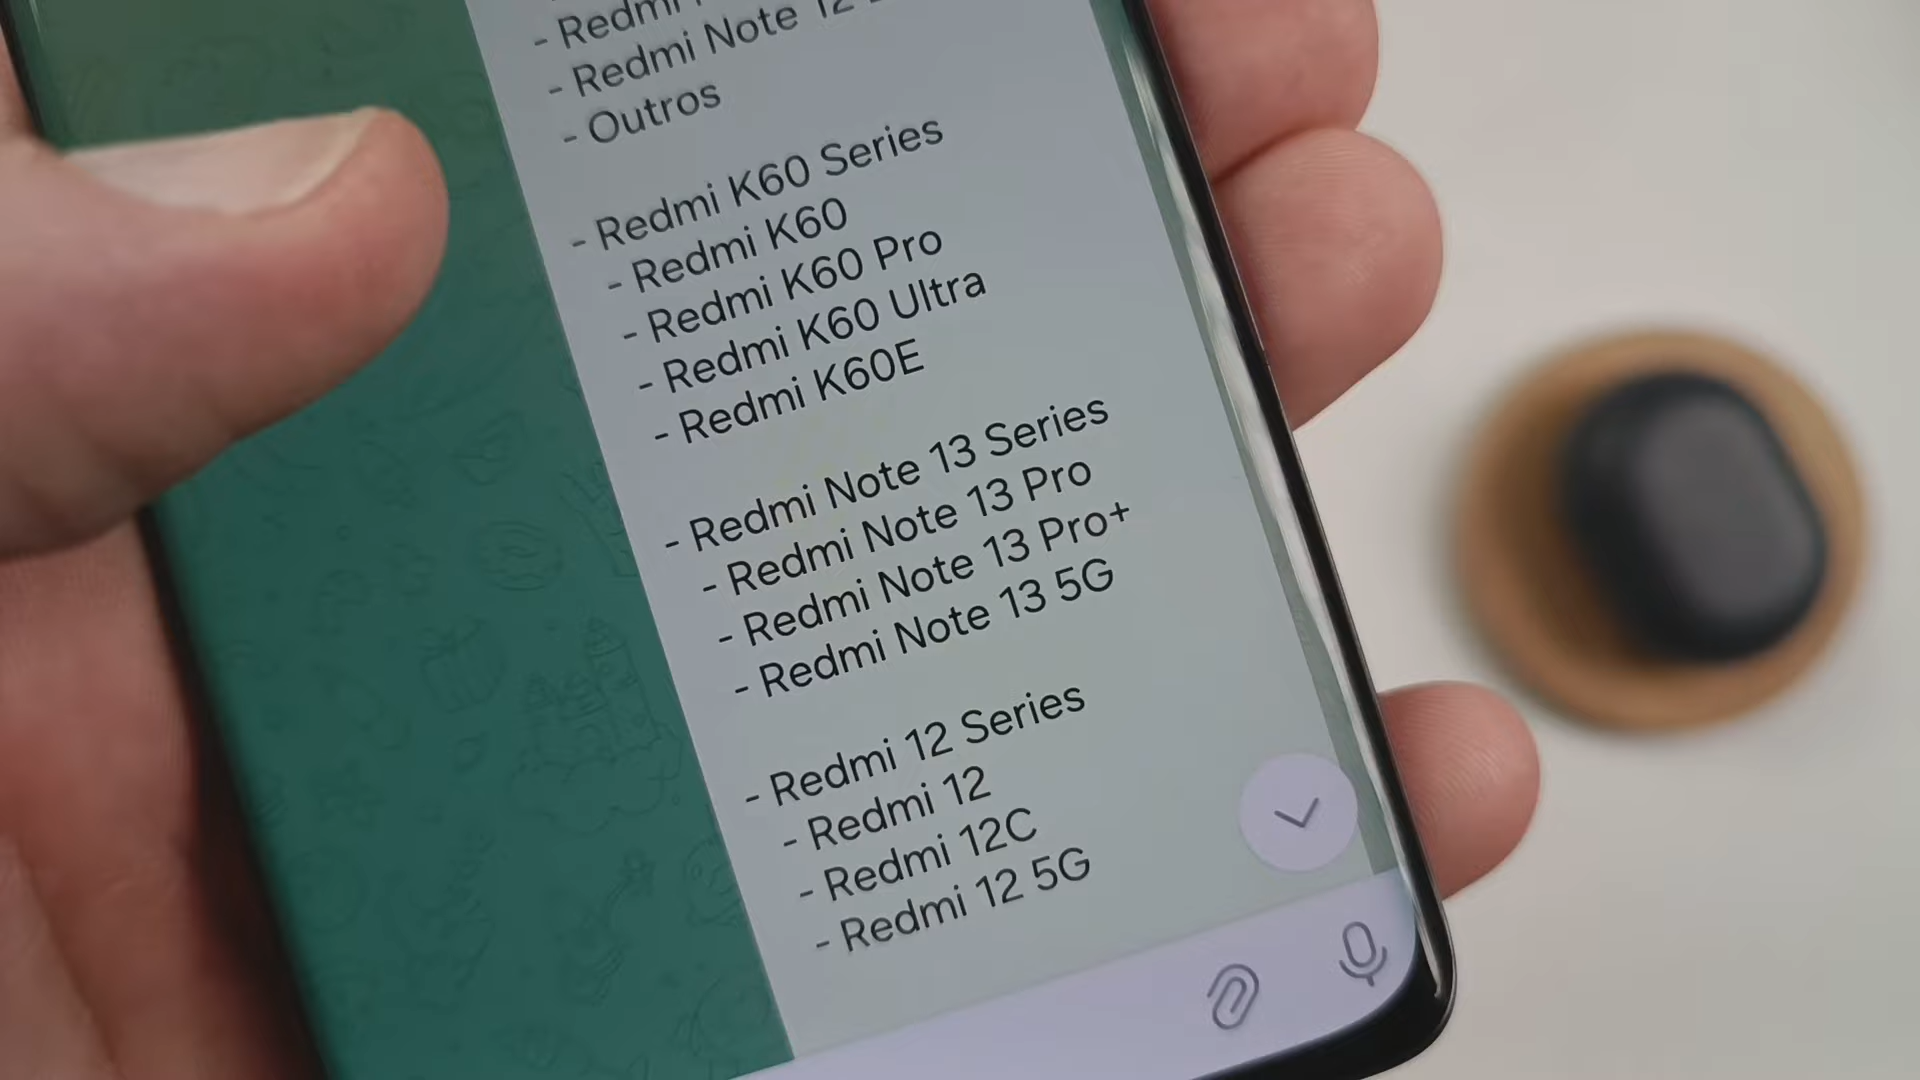 - Redmi
- Redmi Note 12
- Outros
- Redmi K60 Series
- Redmi K60
- Redmi K60 Pro
- Redmi K60 Ultra
- Redmi K60E
- Redmi Note 13 Series
- Redmi Note 13 Pro
- Redmi Note 13 Pro+
- Redmi Note 13 5G
- Redmi 12 Series
- Redmi 12
- Redmi 12C
- Redmi 12 5G